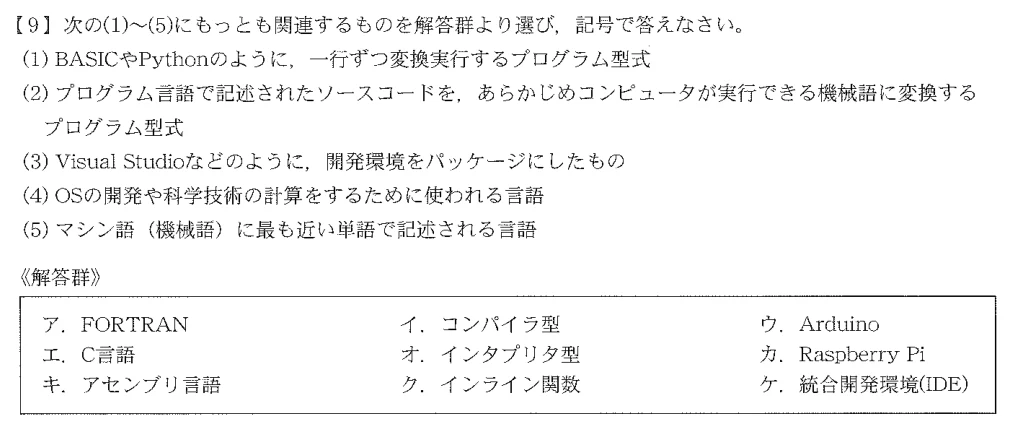 【9】次の(1)～(5)にもっとも関連するものを解答群より選び，記号で答えなさい。
(1) BASICやPythonのように，一行ずつ変換実行するプログラム型式
(2) プログラム言語で記述されたソースコードを，あらかじめコンピュータが実行できる機械語に変換する
プログラム型式
(3) Visual Studioなどのように，開発環境をパッケージにしたもの
(4) OSの開発や科学技術の計算をするために使われる言語
(5) マシン語（機械語）に最も近い単語で記述される言語
《解答群》
ア．FORTRAN　イ．コンパイラ型　ウ．Arduino
エ．C言語　オ．インタプリタ型　カ．Raspberry Pi
キ．アセンブリ言語　ク．インライン関数　ケ．統合開発環境(IDE)